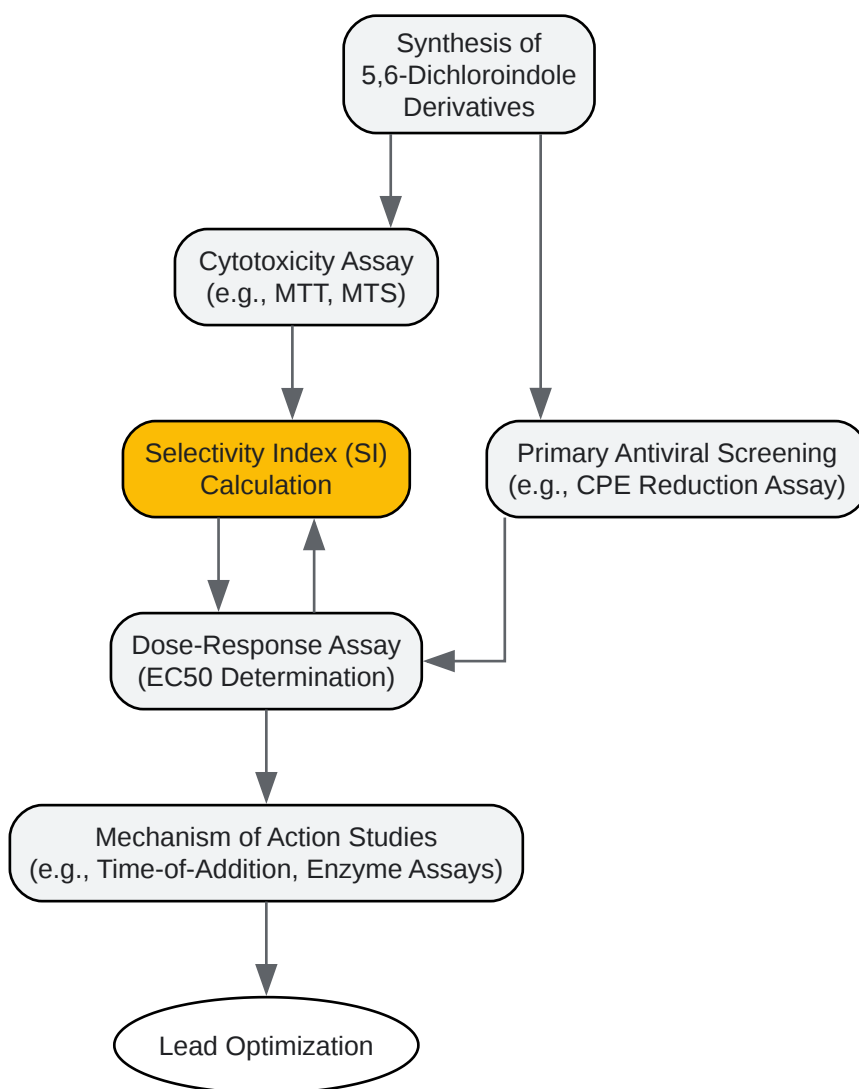 Synthesis of
5,6-Dichloroindole
Derivatives
Cytotoxicity Assay
(e.g., MTT, MTS)
Selectivity Index (SI)
Calculation
Primary Antiviral Screening
(e.g., CPE Reduction Assay)
Dose-Response Assay
(EC50 Determination)
Mechanism of Action Studies
(e.g., Time-of-Addition, Enzyme Assays)
Lead Optimization